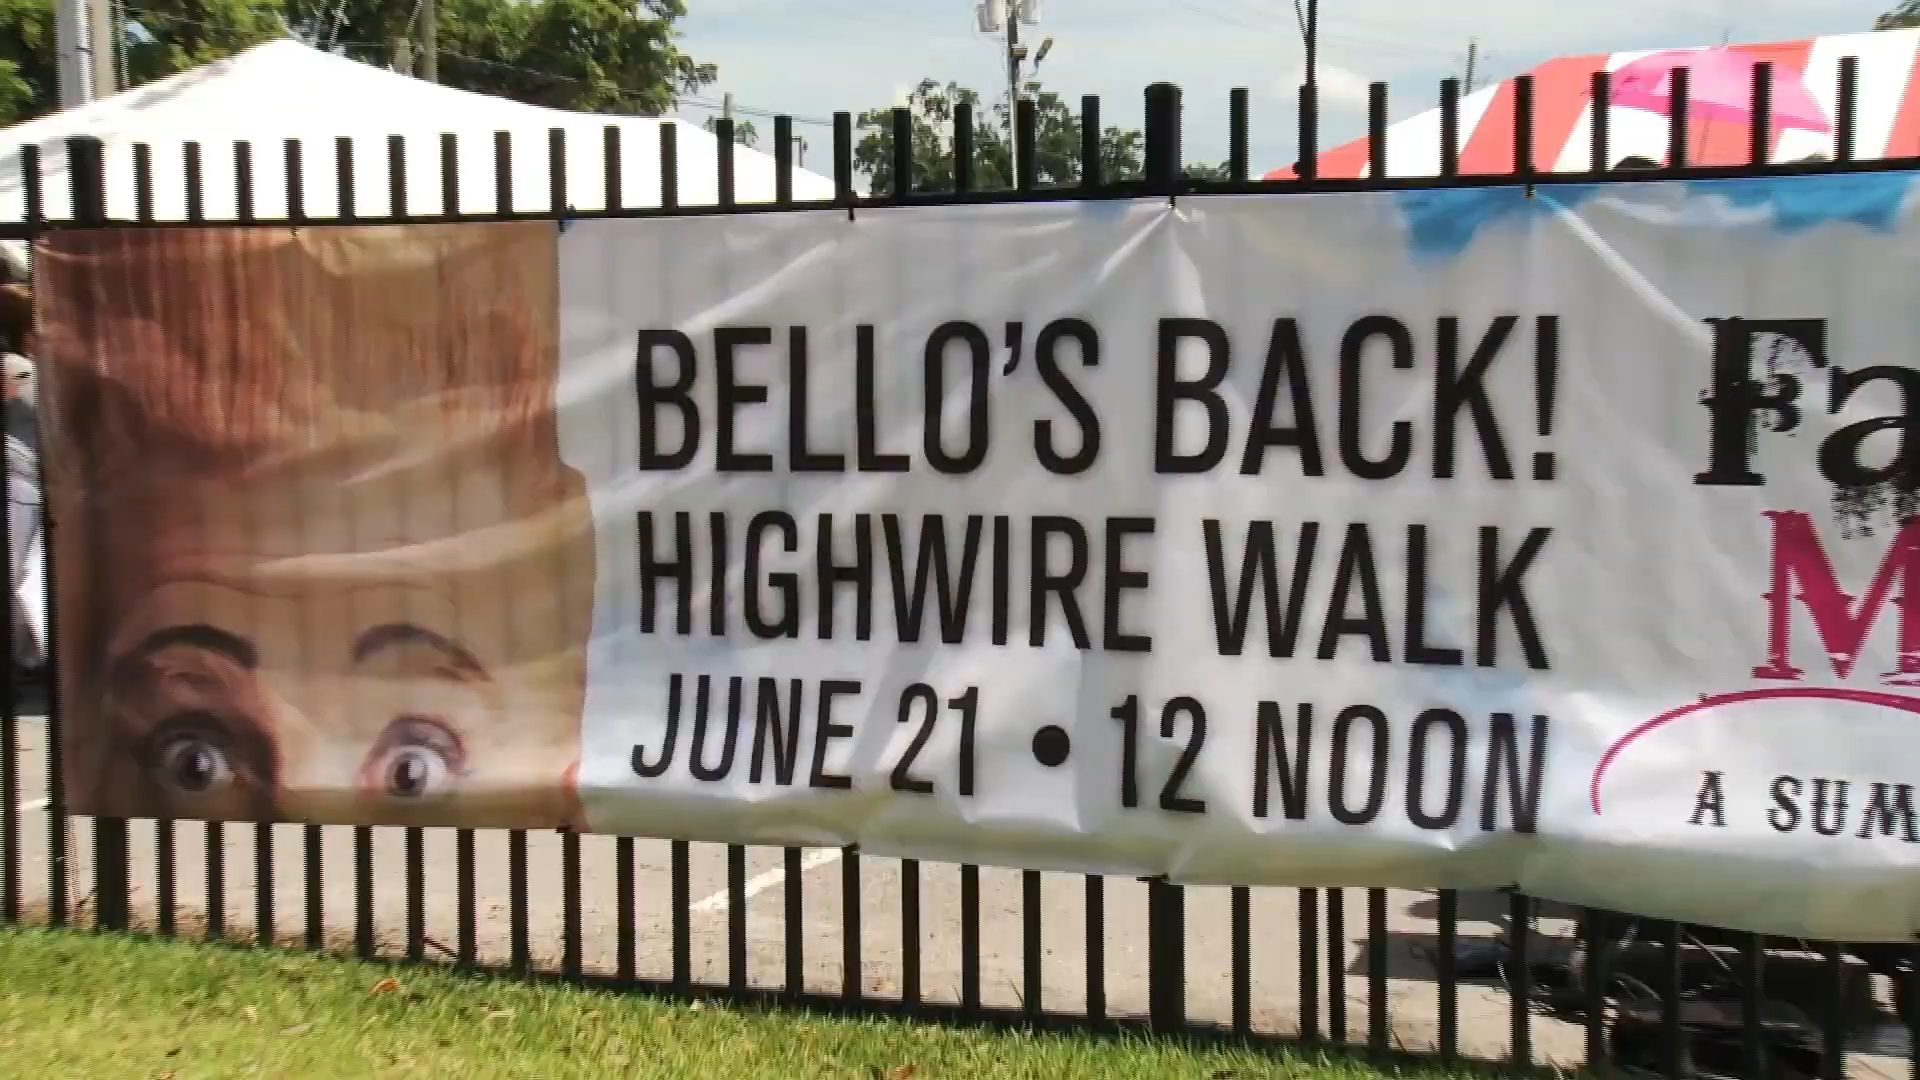 BELLO'S BACK!
HIGHWIRE WALK
JUNE 21 • 12 NOON
Fa
M
A SUM